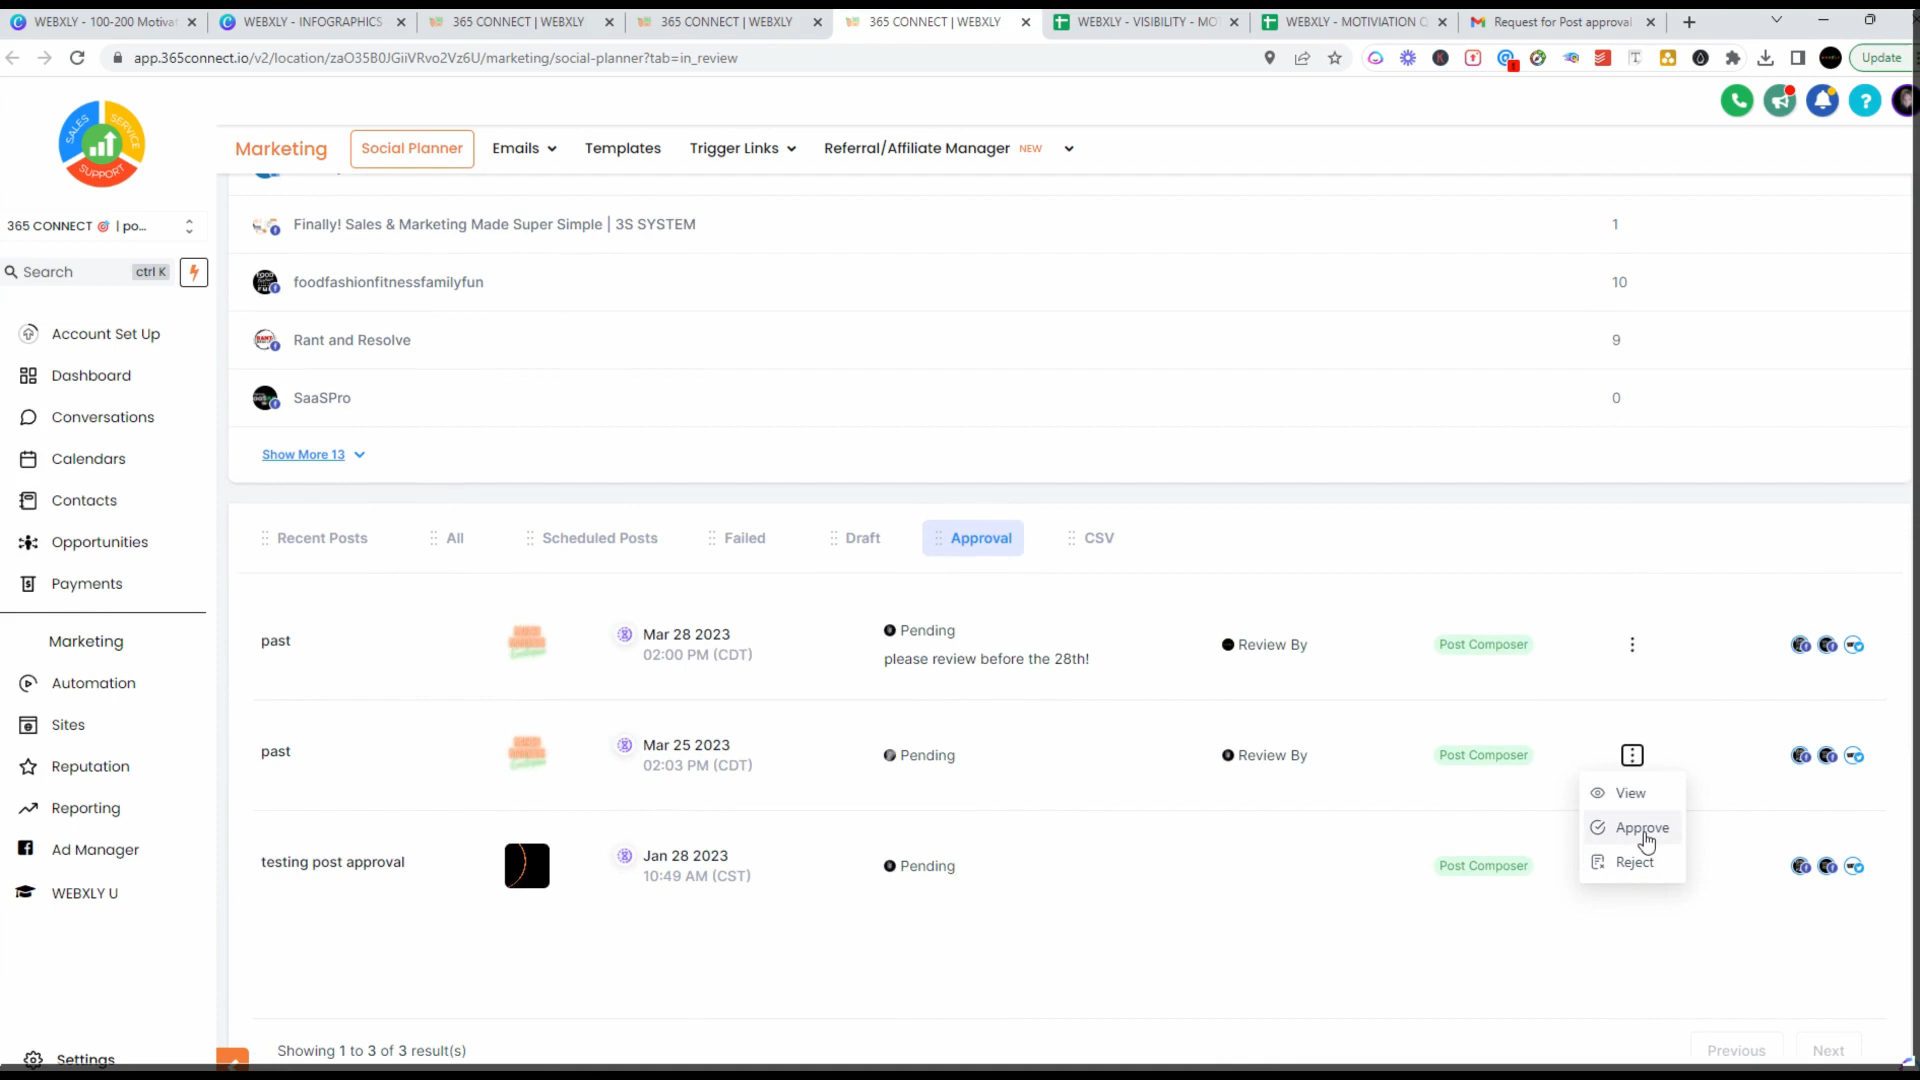 WEBXLY - 100-200 Motiva
WEBXLY - INFOGRAPHICS
365 CONNECT | WEBXLY
365 CONNECT | WEBXLY
365 CONNECT | WEBXLY
WEBXLY - VISIBILITY - MO
WEBXLY - MOTIVATION
Request for Post approval
app.365connect.io/v2/location/zaO35B0JGiiVRvo2Vz6U/marketing/social-planner?tab=in_review
Update
SALES
SERVICE
SUPPORT
Marketing
Social Planner
Emails
Templates
Trigger Links
Referral/Affiliate Manager NEW
365 CONNECT | po...
Search ctrl K
Account Set Up
Dashboard
Conversations
Calendars
Contacts
Opportunities
Payments
Marketing
Automation
Sites
Reputation
Reporting
Ad Manager
WEBXLY U
Settings
Finally! Sales & Marketing Made Super Simple | 3S SYSTEM 1
foodfashionfitnessfamilyfun 10
Rant and Resolve 9
SaaSPro 0
Show More 13
Recent Posts All Scheduled Posts Failed Draft Approval CSV
past
Mar 28 2023
02:00 PM (CDT)
Pending
please review before the 28th!
Review By
Post Composer
past
Mar 25 2023
02:03 PM (CDT)
Pending
Review By
Post Composer
View
Approve
Reject
testing post approval
Jan 28 2023
10:49 AM (CST)
Pending
Post Composer
Showing 1 to 3 of 3 result(s)
Previous
Next